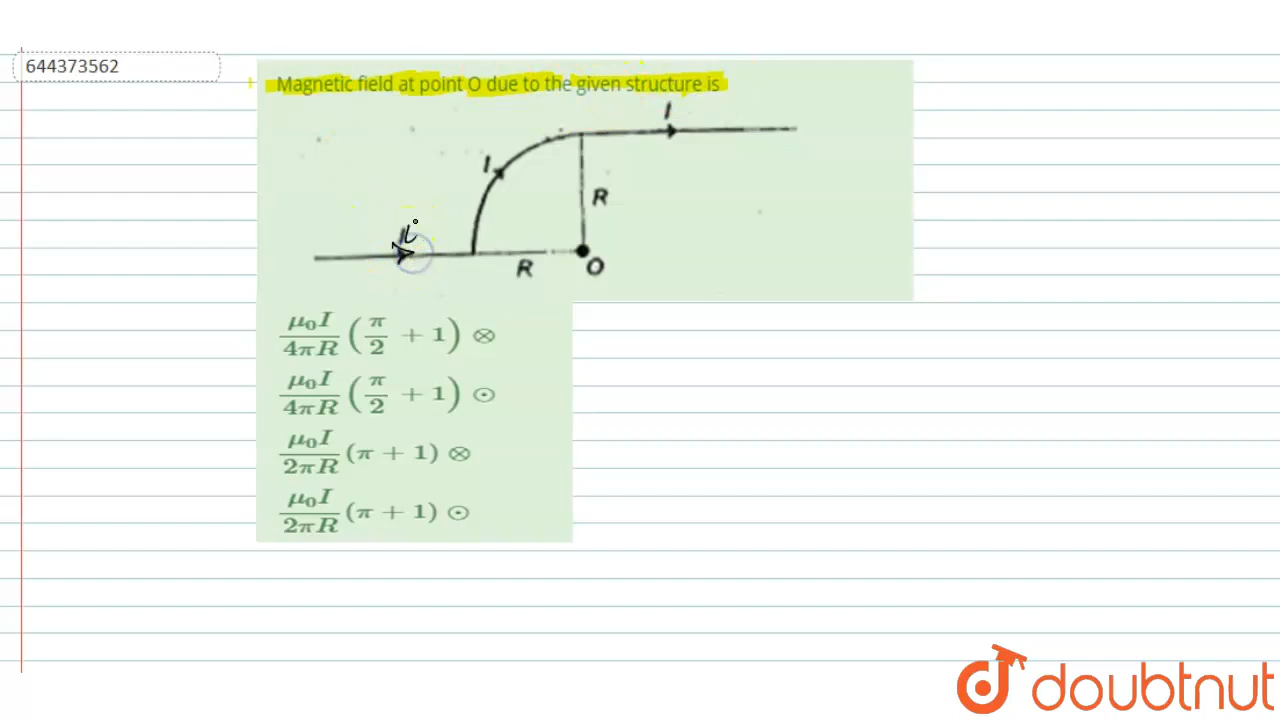 644373562
Magnetic field at point O due to the given structure is
I
I
R
R
O
μ₀I/4πR (π/2 + 1) ⊗
μ₀I/4πR (π/2 + 1) ⊙
μ₀I/2πR (π + 1) ⊗
μ₀I/2πR (π + 1) ⊙
doubtnut